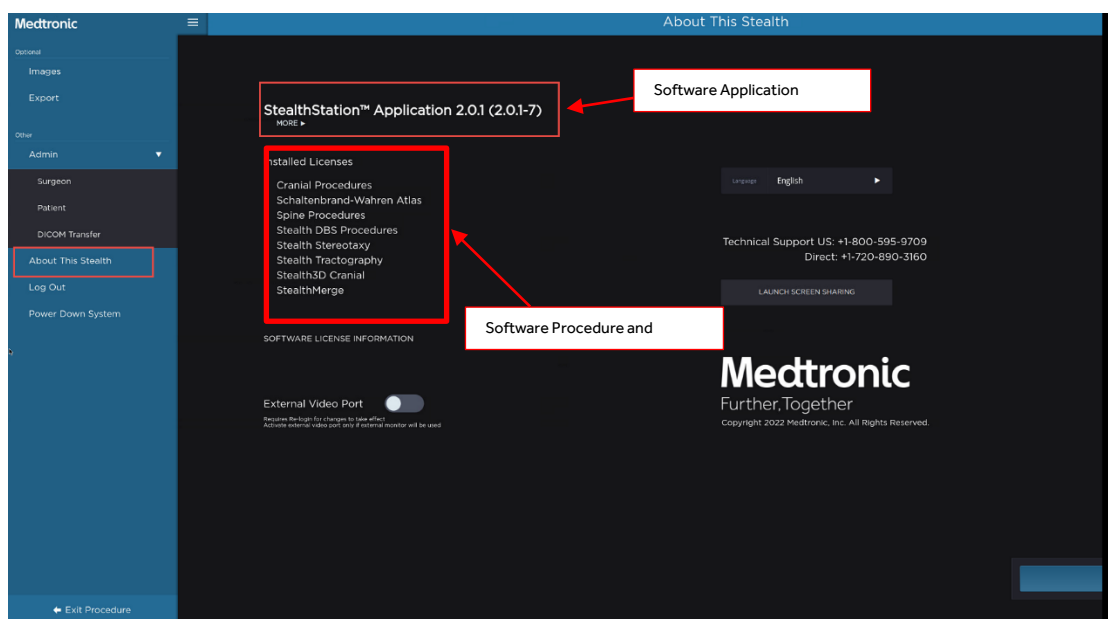 Medtronic
About This Stealth
Optional
Images
Export
Other
Admin
Surgeon
Patient
DICOM Transfer
About This Stealth
Log Out
Power Down System
Exit Procedure
StealthStation™ Application 2.0.1 (2.0.1-7)
MORE
Software Application
nstalled Licenses
Cranial Procedures
Schaltenbrand-Wahren Atlas
Spine Procedures
Stealth DBS Procedures
Stealth Stereotaxy
Stealth Tractography
Stealth3D Cranial
StealthMerge
Software Procedure and
SOFTWARE LICENSE INFORMATION
External Video Port
Requires Re-login for changes to take effect
Activate external video port only if external monitor will be used
Language English
Technical Support US: +1-800-595-9709
Direct: +1-720-890-3160
LAUNCH SCREEN SHARING
Medtronic
Further, Together
Copyright 2022 Medtronic, Inc. All Rights Reserved.